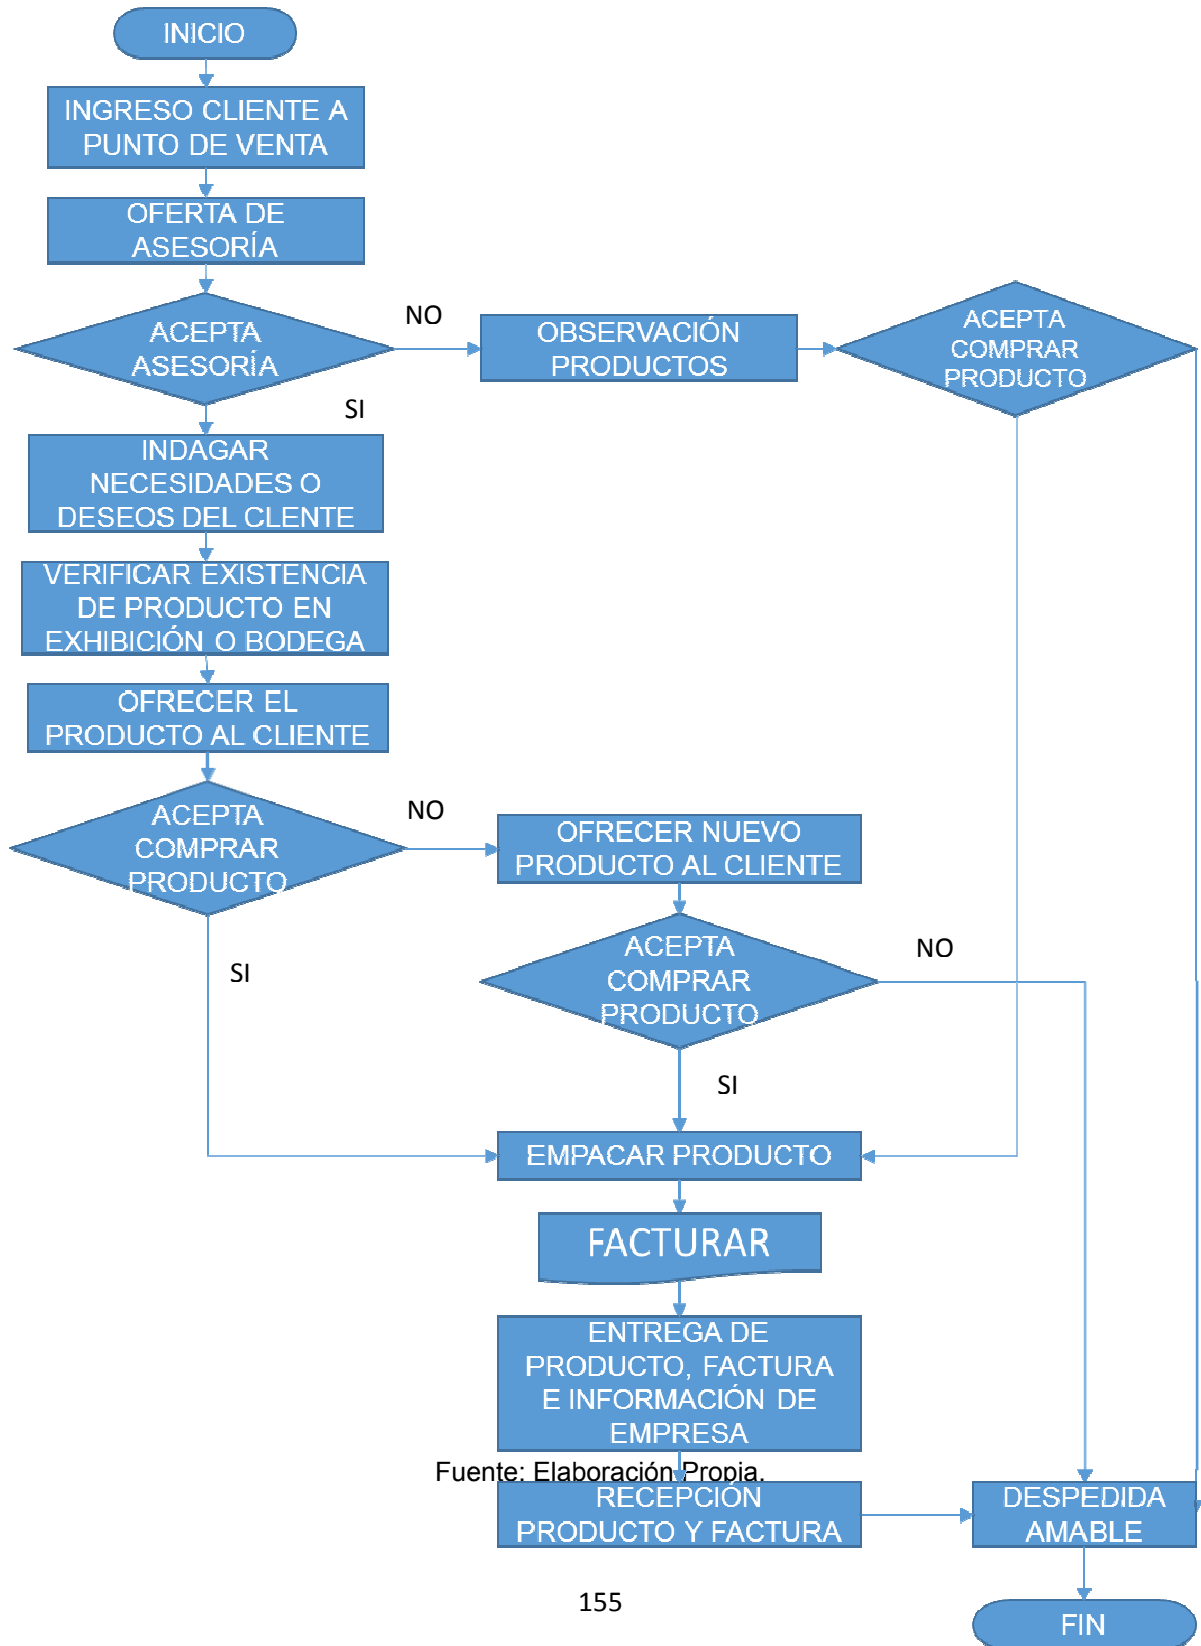 INICIO
INGRESO CLIENTE A
PUNTO DE VENTA
OFERTA DE
ASESORÍA
ACEPTA
ASESORÍA
NO
OBSERVACIÓN
PRODUCTOS
ACEPTA
COMPRAR
PRODUCTO
SI
INDAGAR
NECESIDADES O
DESEOS DEL CLENTE
VERIFICAR EXISTENCIA
DE PRODUCTO EN
EXHIBICIÓN O BODEGA
OFRECER EL
PRODUCTO AL CLIENTE
ACEPTA
COMPRAR
PRODUCTO
NO
OFRECER NUEVO
PRODUCTO AL CLIENTE
SI
ACEPTA
COMPRAR
PRODUCTO
NO
SI
EMPACAR PRODUCTO
FACTURAR
ENTREGA DE
PRODUCTO, FACTURA
E INFORMACIÓN DE
EMPRESA
Fuente: Elaboración Propia.
RECEPCIÓN
PRODUCTO Y FACTURA
DESPEDIDA
AMABLE
FIN
155